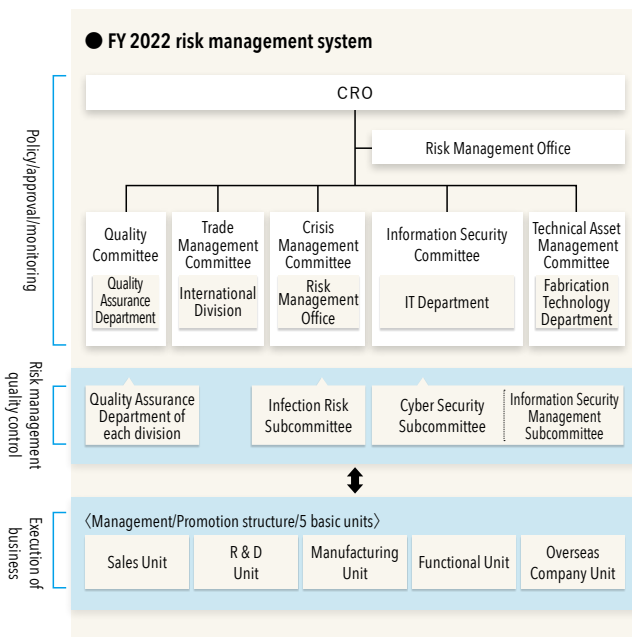 ● FY 2022 risk management system
Policy/approval/monitoring
CRO
Risk Management Office
Quality
Committee
Quality
Assurance
Department
Trade
Management
Committee
International
Division
Crisis
Management
Committee
Risk
Management
Office
Information Security
Committee
IT Department
Technical Asset
Management
Committee
Fabrication
Technology
Department
Risk management
quality control
Quality Assurance
Department of
each division
Infection Risk
Subcommittee
Cyber Security
Subcommittee
Information Security
Management
Subcommittee
Execution of
business
〈Management/Promotion structure/5 basic units〉
Sales Unit
R & D
Unit
Manufacturing
Unit
Functional Unit
Overseas
Company Unit